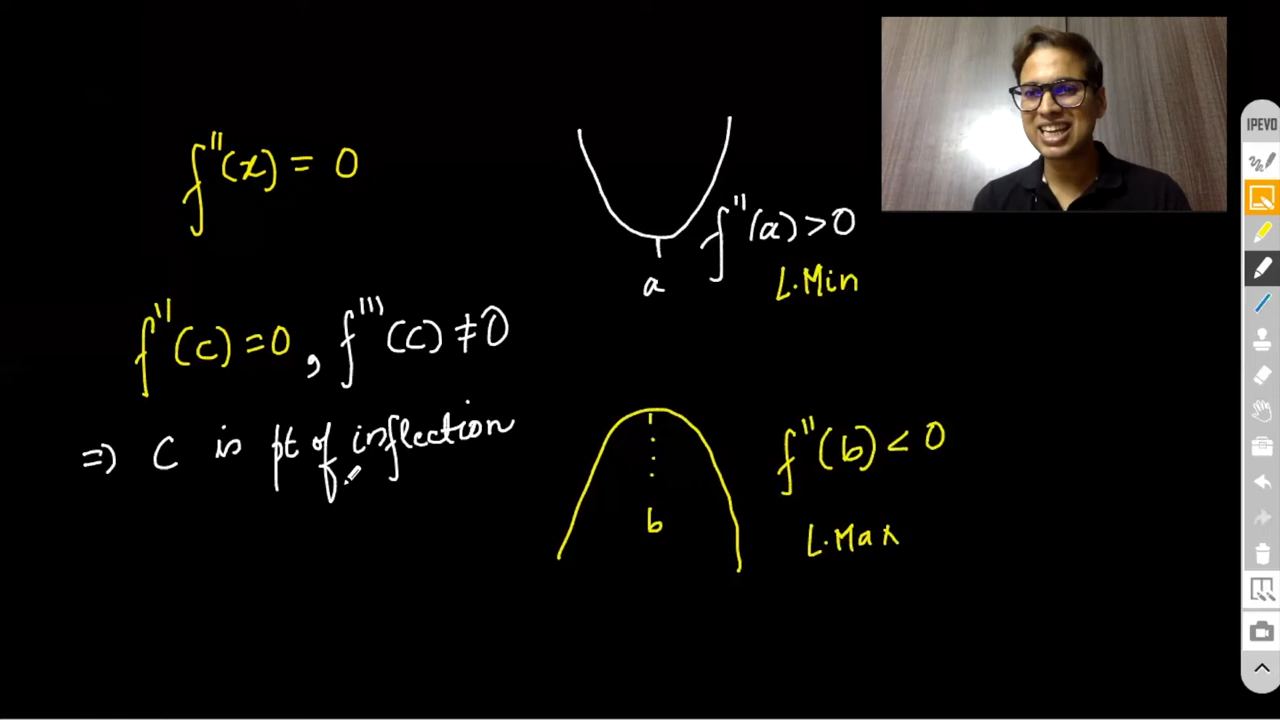 f''(x) = 0
f''(a) > 0
a
L.Min
f''(c) = 0, f'''(c) ≠ 0
⇒ C is pt of inflection
f''(b) < 0
b
L.Max
IPEVO